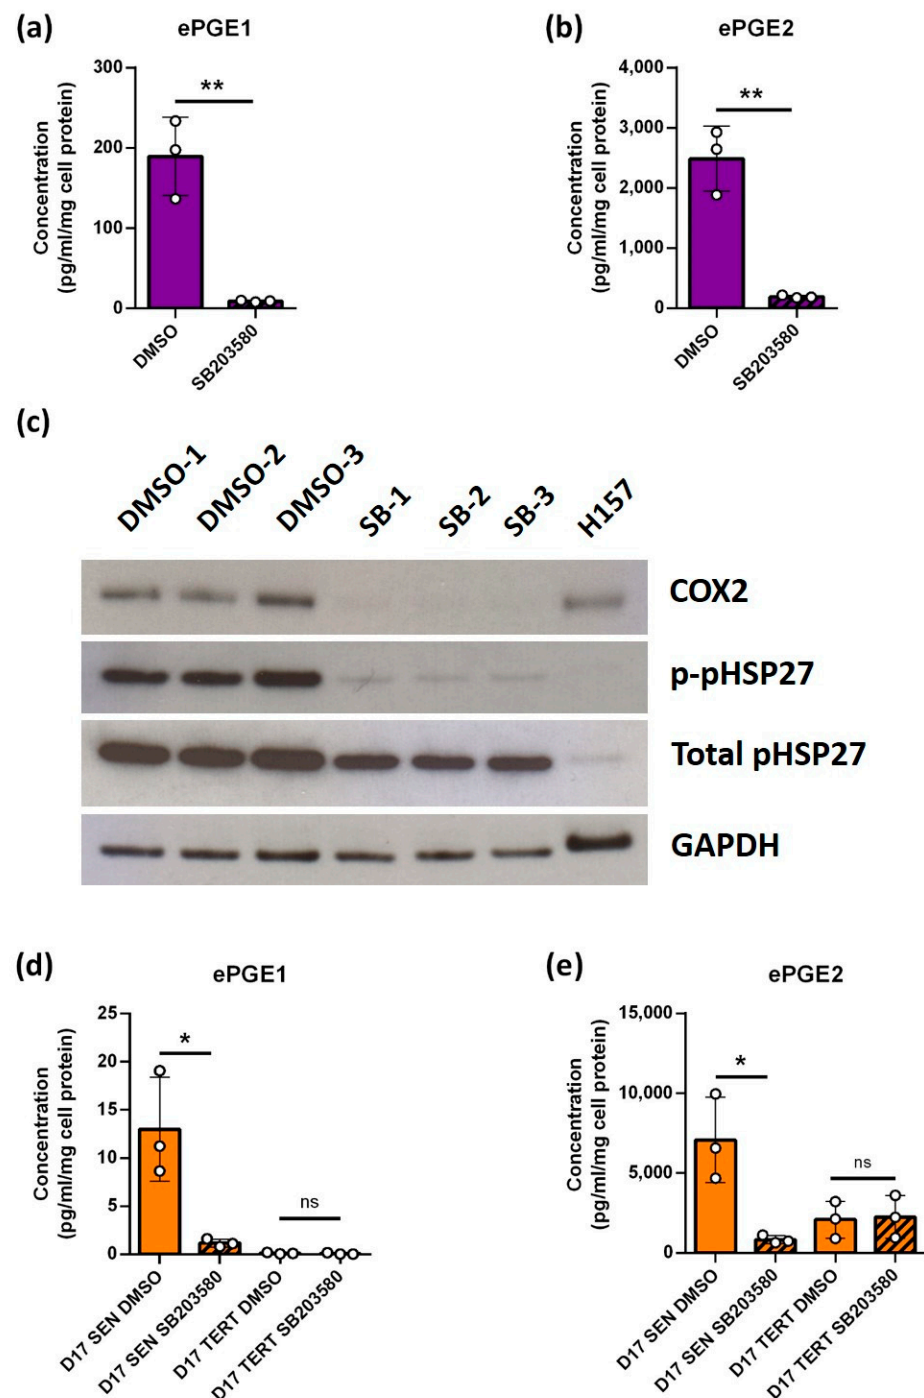 (a)
ePGE1
Concentration
(pg/ml/mg cell protein)
300
200
100
0
**
DMSO
SB203580
(b)
ePGE2
Concentration
(pg/ml/mg cell protein)
4,000
3,000
2,000
1,000
0
**
DMSO
SB203580
(c)
DMSO-1
DMSO-2
DMSO-3
SB-1
SB-2
SB-3
H157
COX2
p-pHSP27
Total pHSP27
GAPDH
(d)
ePGE1
Concentration
(pg/ml/mg cell protein)
25
20
15
10
5
0
*
ns
D17 SEN DMSO
D17 SEN SB203580
D17 TERT DMSO
D17 TERT SB203580
(e)
ePGE2
Concentration
(pg/ml/mg cell protein)
15,000
10,000
5,000
0
*
ns
D17 SEN DMSO
D17 SEN SB203580
D17 TERT DMSO
D17 TERT SB203580